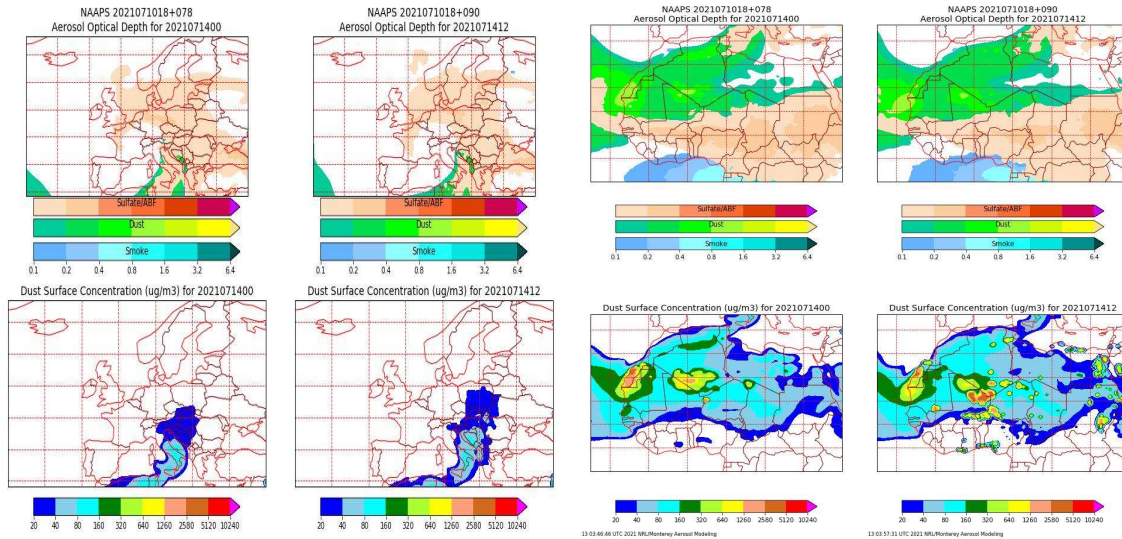 NAAPS 2021071018+078
Aerosol Optical Depth for 2021071400
NAAPS 2021071018+090
Aerosol Optical Depth for 2021071412
NAAPS 2021071018+078
Aerosol Optical Depth for 2021071400
NAAPS 2021071018+090
Aerosol Optical Depth for 2021071412
Sulfate/ABF
Dust
Smoke
0.1 0.2 0.4 0.8 1.6 3.2 6.4
Sulfate/ABF
Dust
Smoke
0.1 0.2 0.4 0.8 1.6 3.2 6.4
Sulfate/ABF
Dust
Smoke
0.1 0.2 0.4 0.8 1.6 3.2 6.4
Sulfate/ABF
Dust
Smoke
0.1 0.2 0.4 0.8 1.6 3.2 6.4
Dust Surface Concentration (ug/m3) for 2021071400
Dust Surface Concentration (ug/m3) for 2021071412
Dust Surface Concentration (ug/m3) for 2021071400
Dust Surface Concentration (ug/m3) for 2021071412
20 40 80 160 320 640 1260 2580 5120 10240
20 40 80 160 320 640 1260 2580 5120 10240
20 40 80 160 320 640 1260 2580 5120 10240
20 40 80 160 320 640 1260 2580 5120 10240
13 03:46:46 UTC 2021 NRL/Monterey Aerosol Modeling
13 03:57:31 UTC 2021 NRL/Monterey Aerosol Modeling